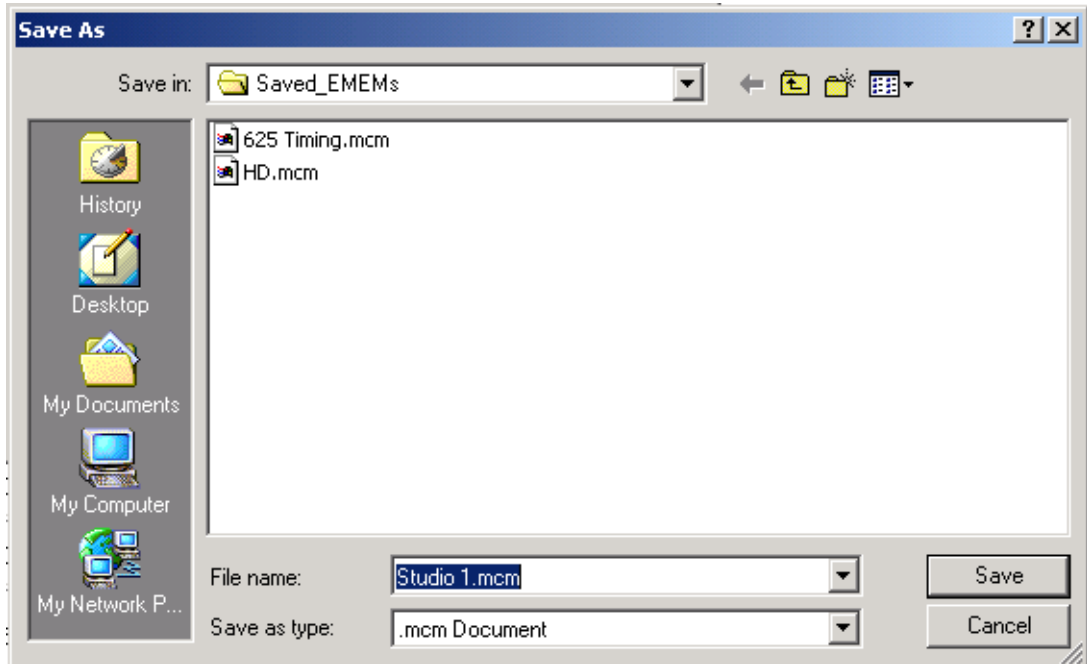 Save As
Save in:
Saved_EMEMs
625 Timing.mcm
HD.mcm
History
Desktop
My Documents
My Computer
My Network P...
File name:
Studio 1.mcm
Save
Save as type:
.mcm Document
Cancel